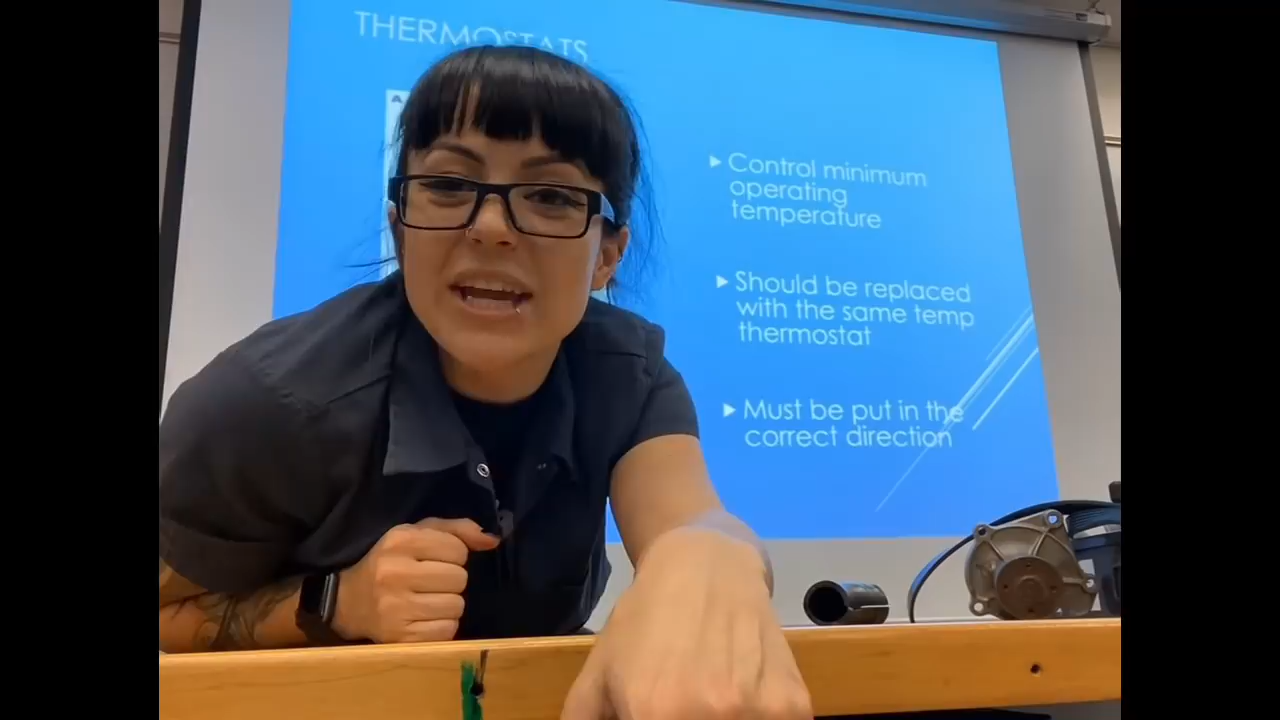 THERMOSTATS
A
Control minimum
operating
temperature
Should be replaced
with the same temp
thermostat
Must be put in the
correct direction